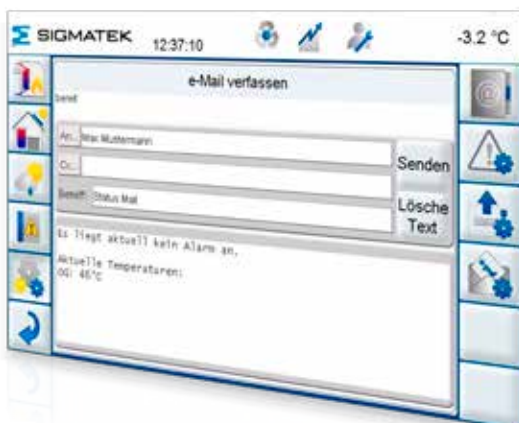 SIGMATEK
12:37:10
-3.2 °C
e-Mail verfassen
bereit
An... Max Mustermann
Cc...
Betreff: Status Mail
Senden
Lösche
Text
Es liegt aktuell kein Alarm an.
Aktuelle Temperaturen:
OG: 46°C